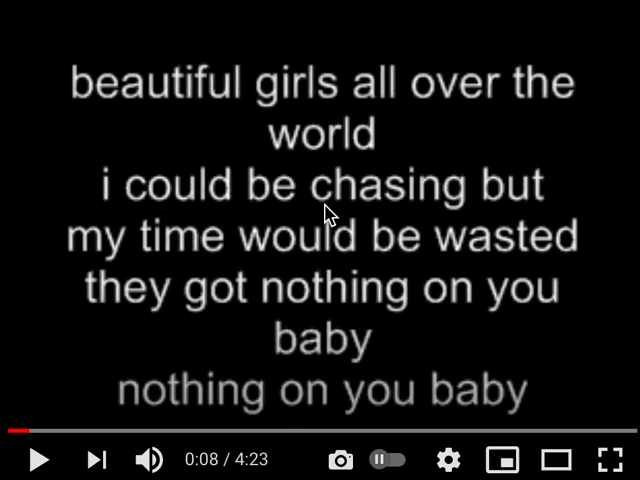 beautiful girls all over the
world
i could be chasing but
my time would be wasted
they got nothing on you
baby
nothing on you baby
0:08 / 4:23